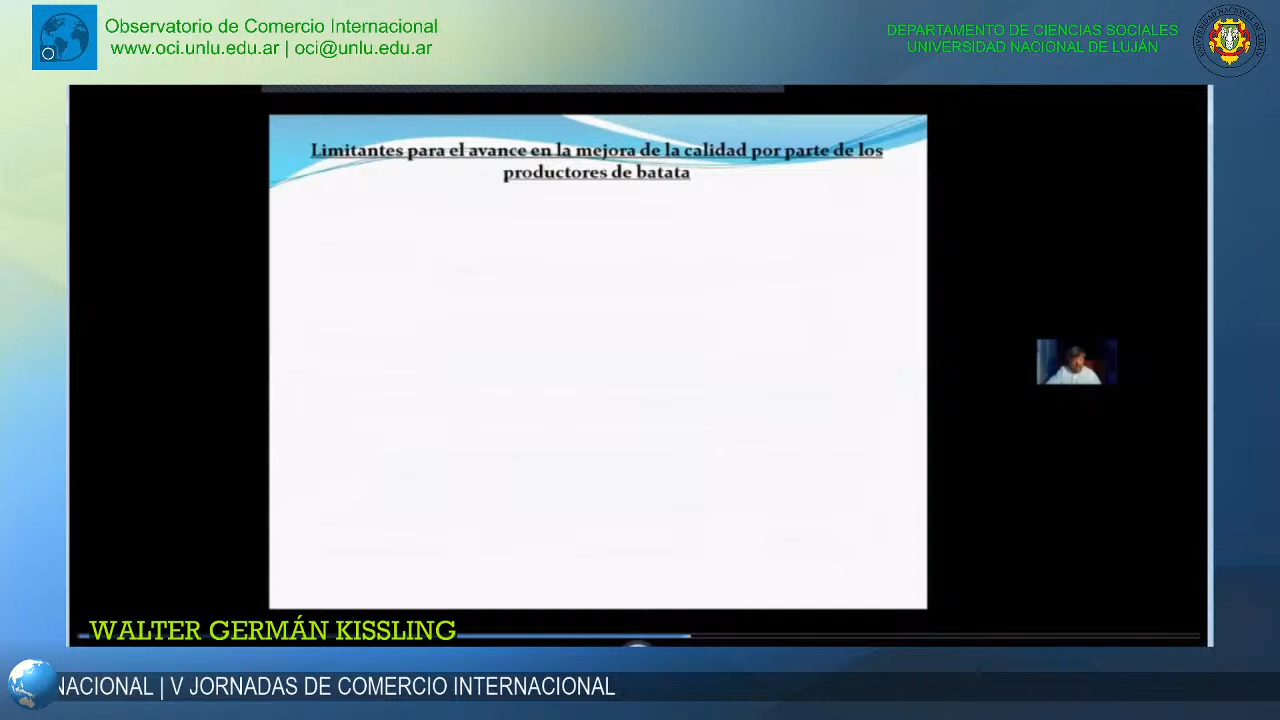 Observatorio de Comercio Internacional
www.oci.unlu.edu.ar | oci@unlu.edu.ar
DEPARTAMENTO DE CIENCIAS SOCIALES
UNIVERSIDAD NACIONAL DE LUJÁN
Limitantes para el avance en la mejora de la calidad por parte de los
productores de batata
WALTER GERMÁN KISSLING
NACIONAL | V JORNADAS DE COMERCIO INTERNACIONAL